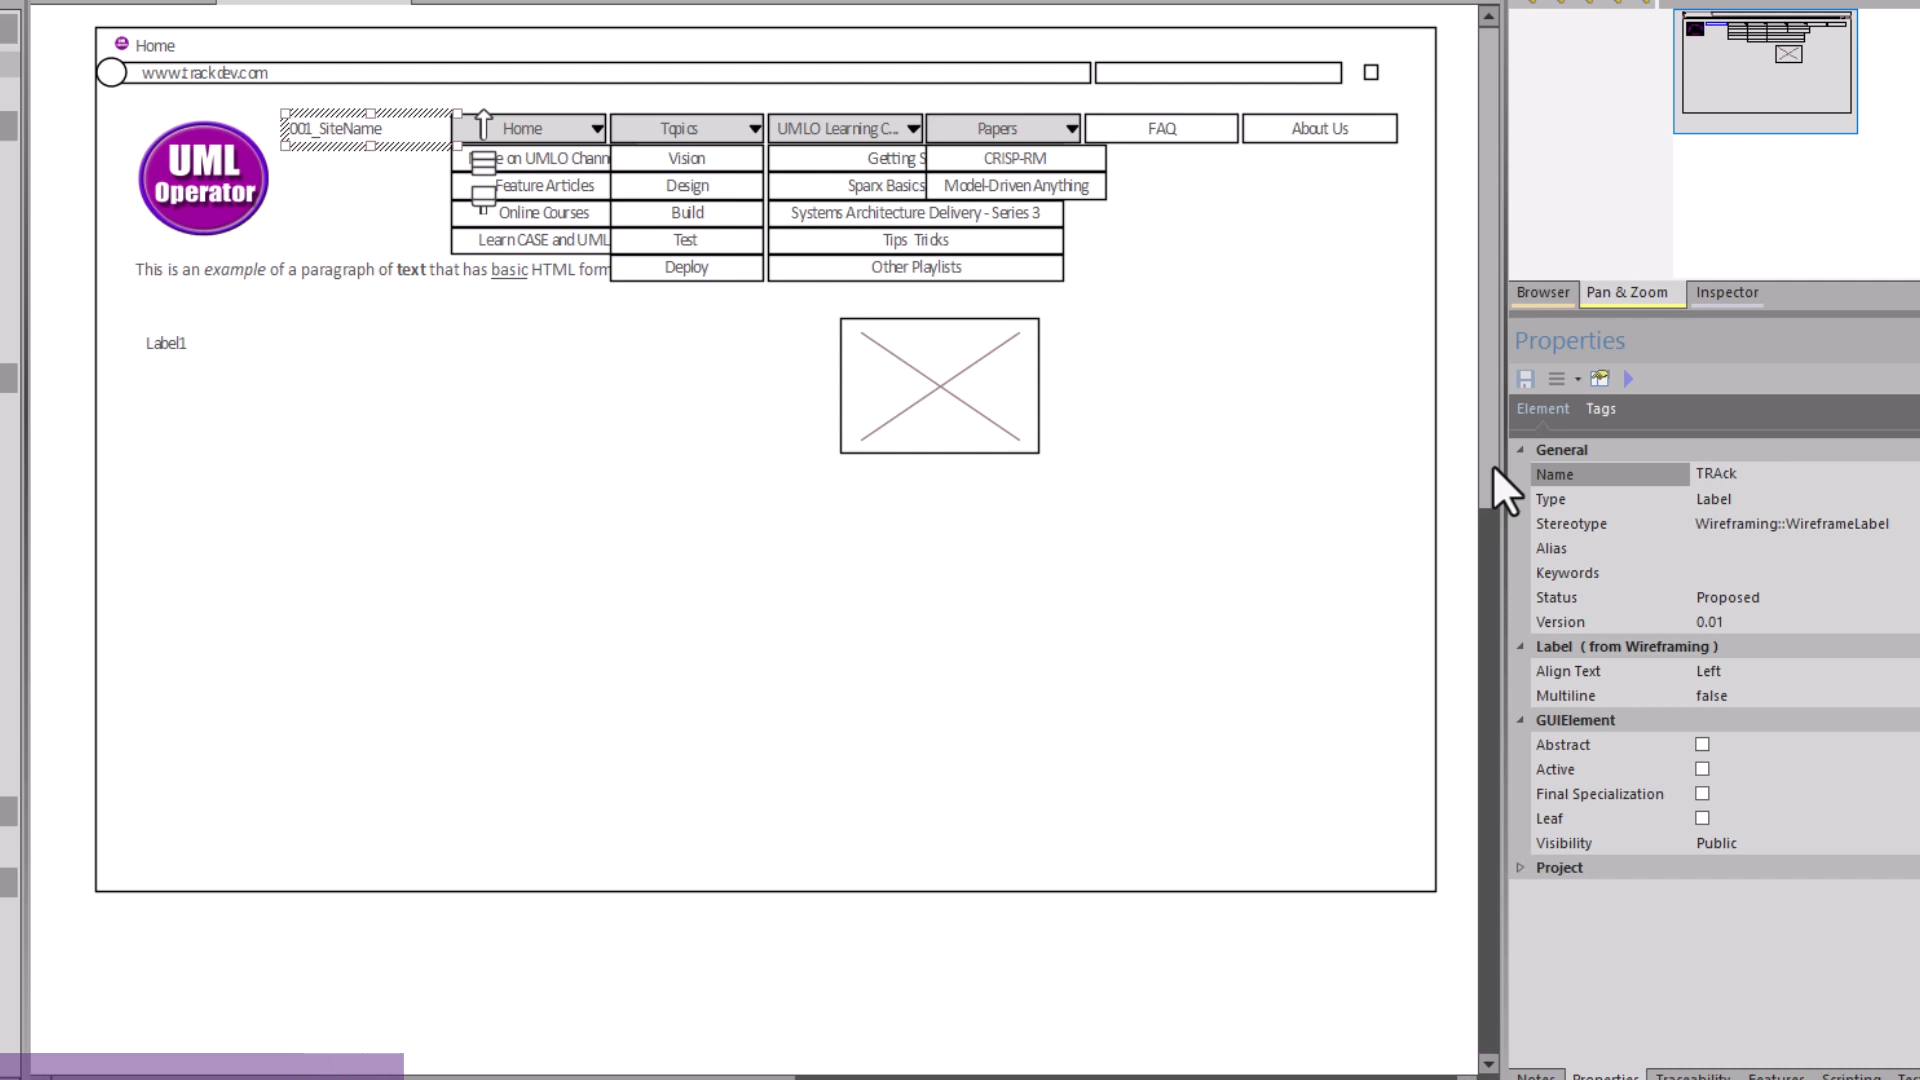 Home
www.trackdev.com
001_SiteName
Home
Topics
UMLO Learning C...
Papers
FAQ
About Us
UML
Operator
e on UMLO Chann
Vision
Getting S
CRISP-RM
Feature Articles
Design
Sparx Basics
Model-Driven Anything
Online Courses
Build
Systems Architecture Delivery - Series 3
Learn CASE and UML
Test
Tips Tricks
This is an example of a paragraph of text that has basic HTML form
Deploy
Other Playlists
Label1
Browser
Pan & Zoom
Inspector
Properties
Element Tags
General
Name TRAck
Type Label
Stereotype Wireframing::WireframeLabel
Alias
Keywords
Status Proposed
Version 0.01
Label ( from Wireframing )
Align Text Left
Multiline false
GUIElement
Abstract
Active
Final Specialization
Leaf
Visibility Public
Project
Notes Properties Traceability Features Scripting